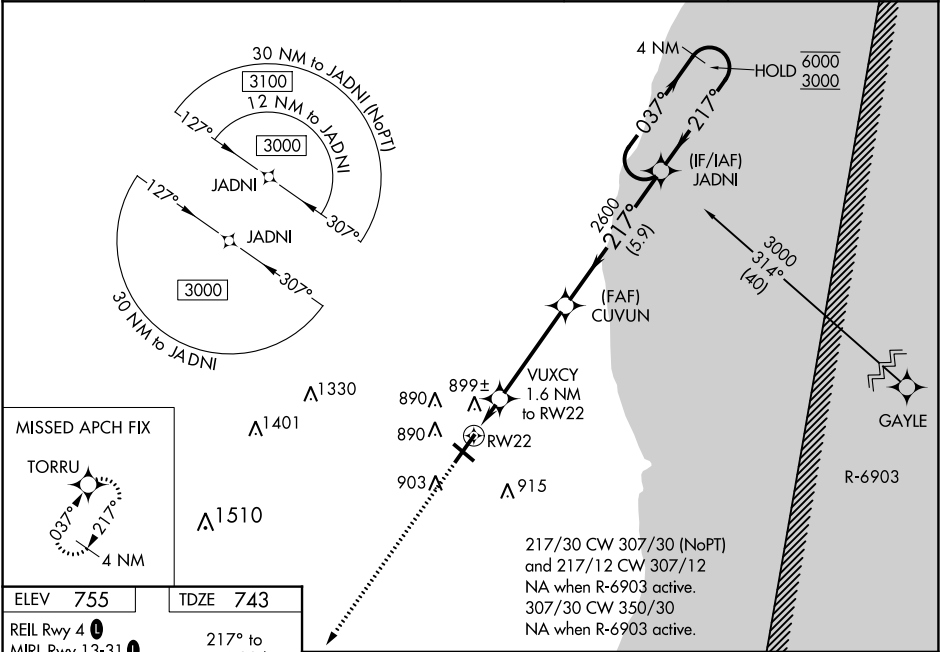 30 NM to JADNI (NoPT)
3100
12 NM to JADNI
3000
127°
JADNI
307°
127°
JADNI
307°
3000
30 NM to JADNI
4 NM
HOLD
6000
3000
037°
217°
(IF/IAF)
JADNI
2600
217°
(5.9)
3000
314°
(40)
(FAF)
CUVUN
VUXCY
1.6 NM
to RW22
GAYLE
R-6903
1330
1401
890
899±
890
RW22
903
915
1510
MISSED APCH FIX
TORRU
037°
217°
4 NM
217/30 CW 307/30 (NoPT)
and 217/12 CW 307/12
NA when R-6903 active.
307/30 CW 350/30
NA when R-6903 active.
ELEV 755
TDZE 743
REIL Rwy 4 L
MIRL Rwy 13-31 L
217° to